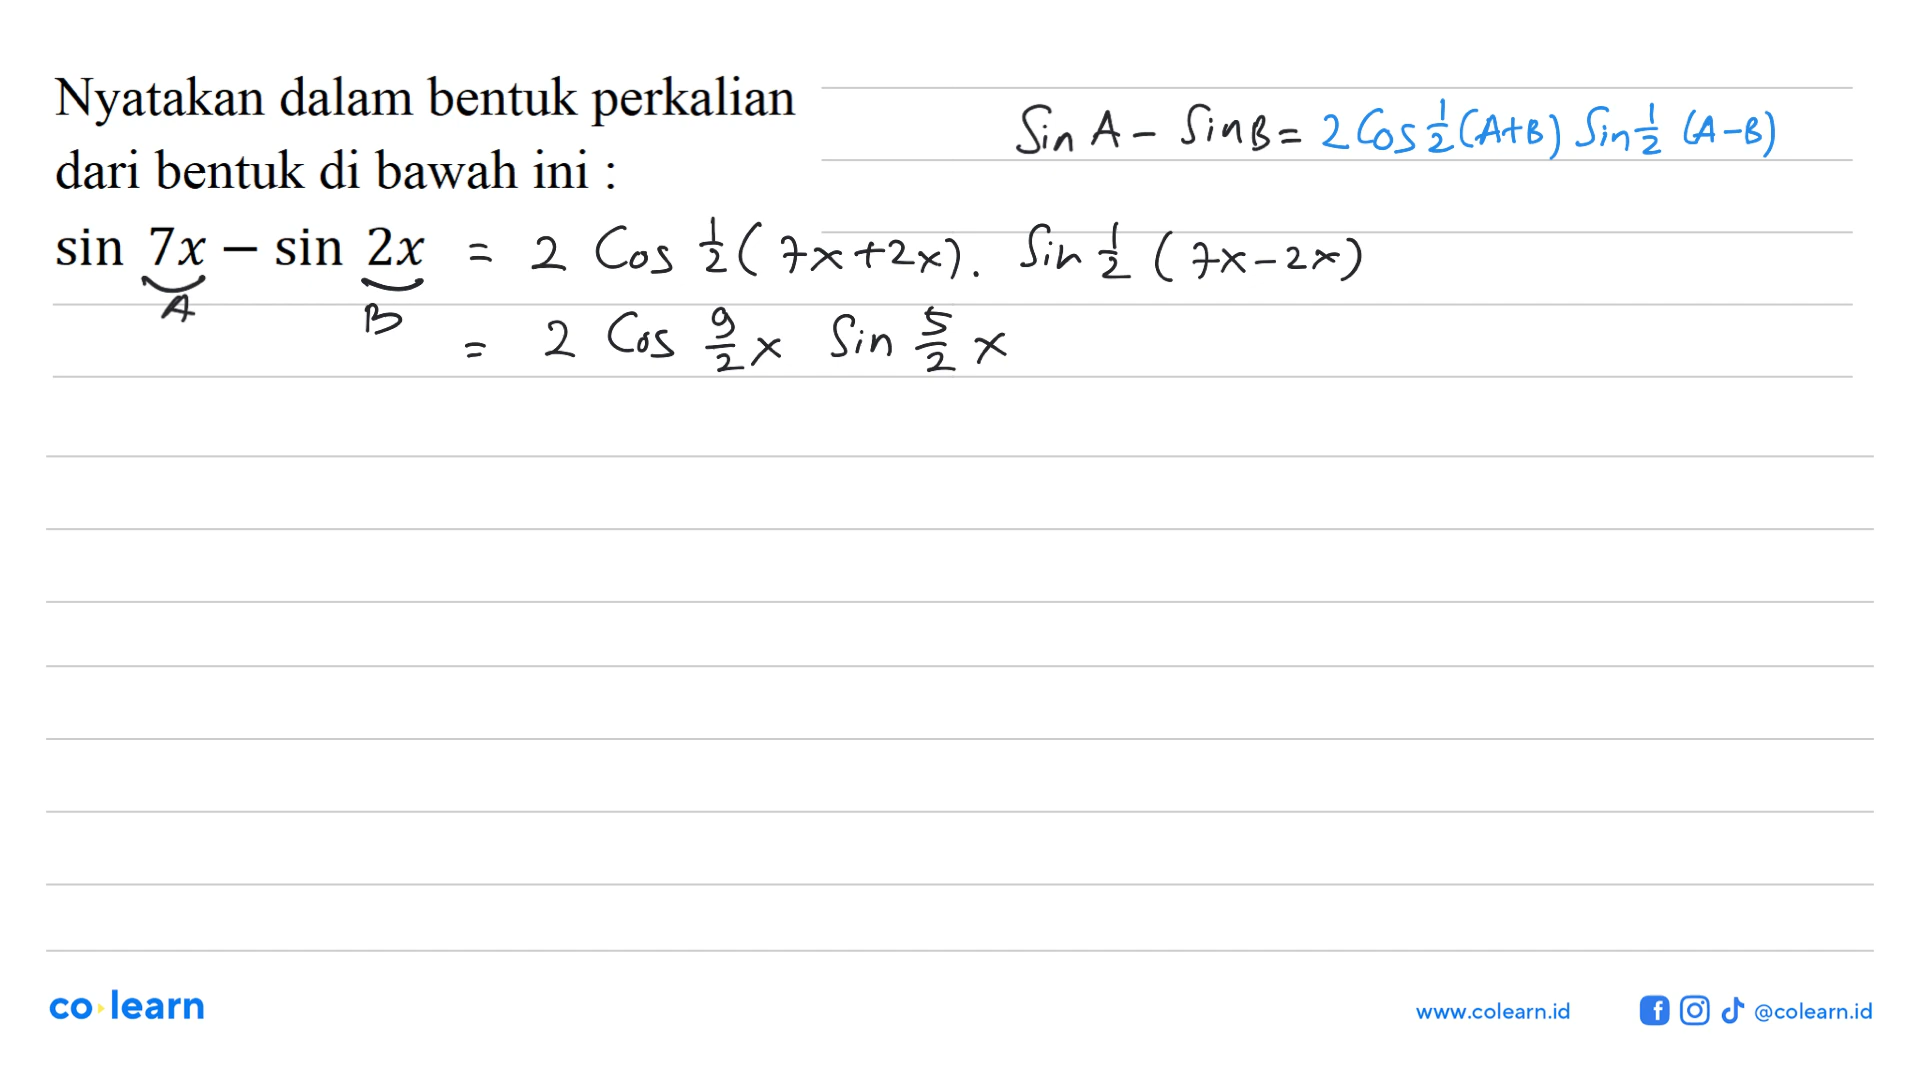 Nyatakan dalam bentuk perkalian
dari bentuk di bawah ini :
Sin A - Sin B = 2 Cos 1/2 (A+B) Sin 1/2 (A-B)
sin 7x − sin 2x = 2 Cos 1/2 (7x+2x). Sin 1/2 (7x-2x)
A B
= 2 Cos 9/2 x Sin 5/2 x
co learn
www.colearn.id
@colearn.id